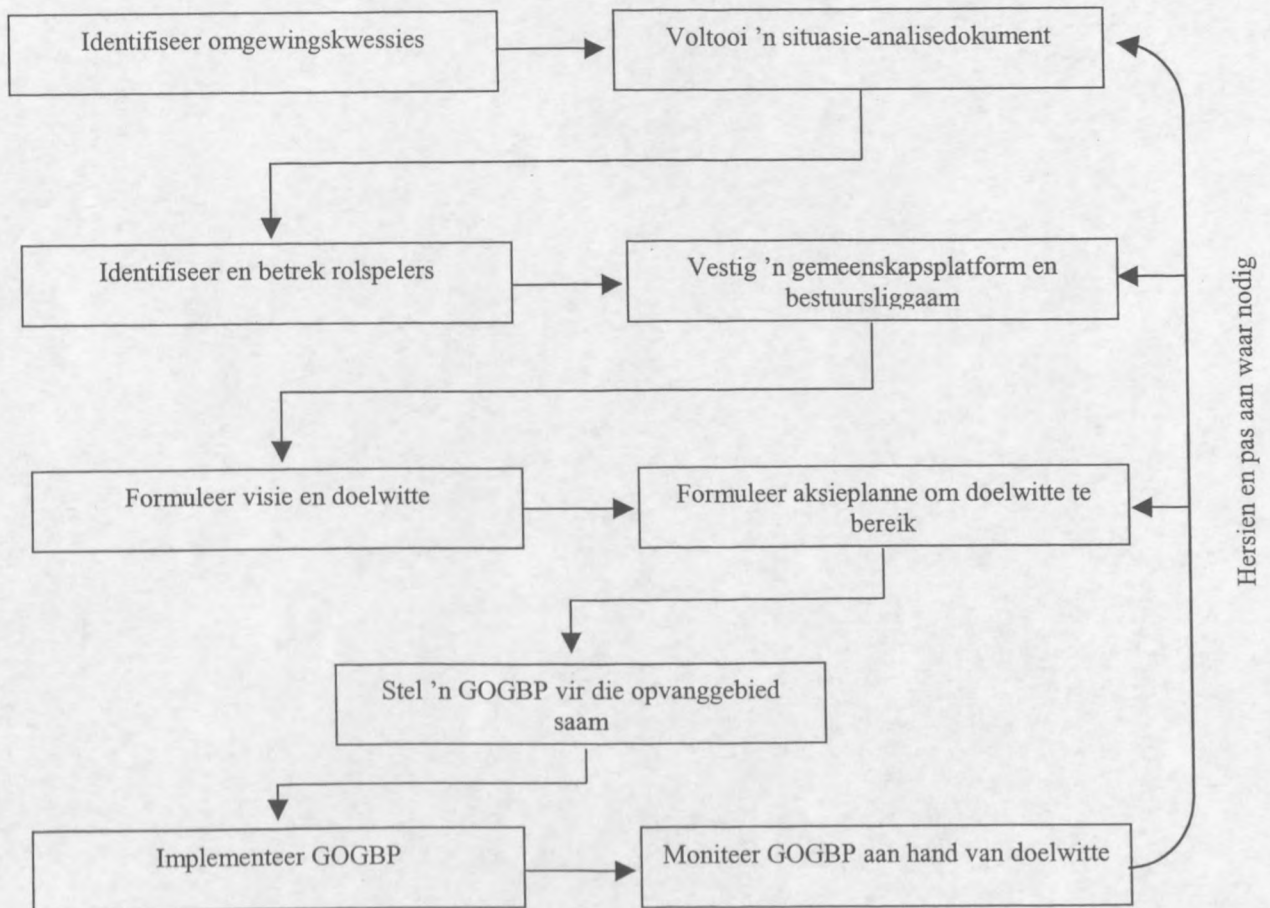 Identifiseer omgewingskwessies
Voltooi ’n situasie-analisedokument
Identifiseer en betrek rolspelers
Vestig ’n gemeenskapsplatform en
bestuursliggaam
Formuleer visie en doelwitte
Formuleer aksieplanne om doelwitte te
bereik
Stel ’n GOGBP vir die opvanggebied
saam
Implementeer GOGBP
Moniteer GOGBP aan hand van doelwitte
Hersien en pas aan waar nodig